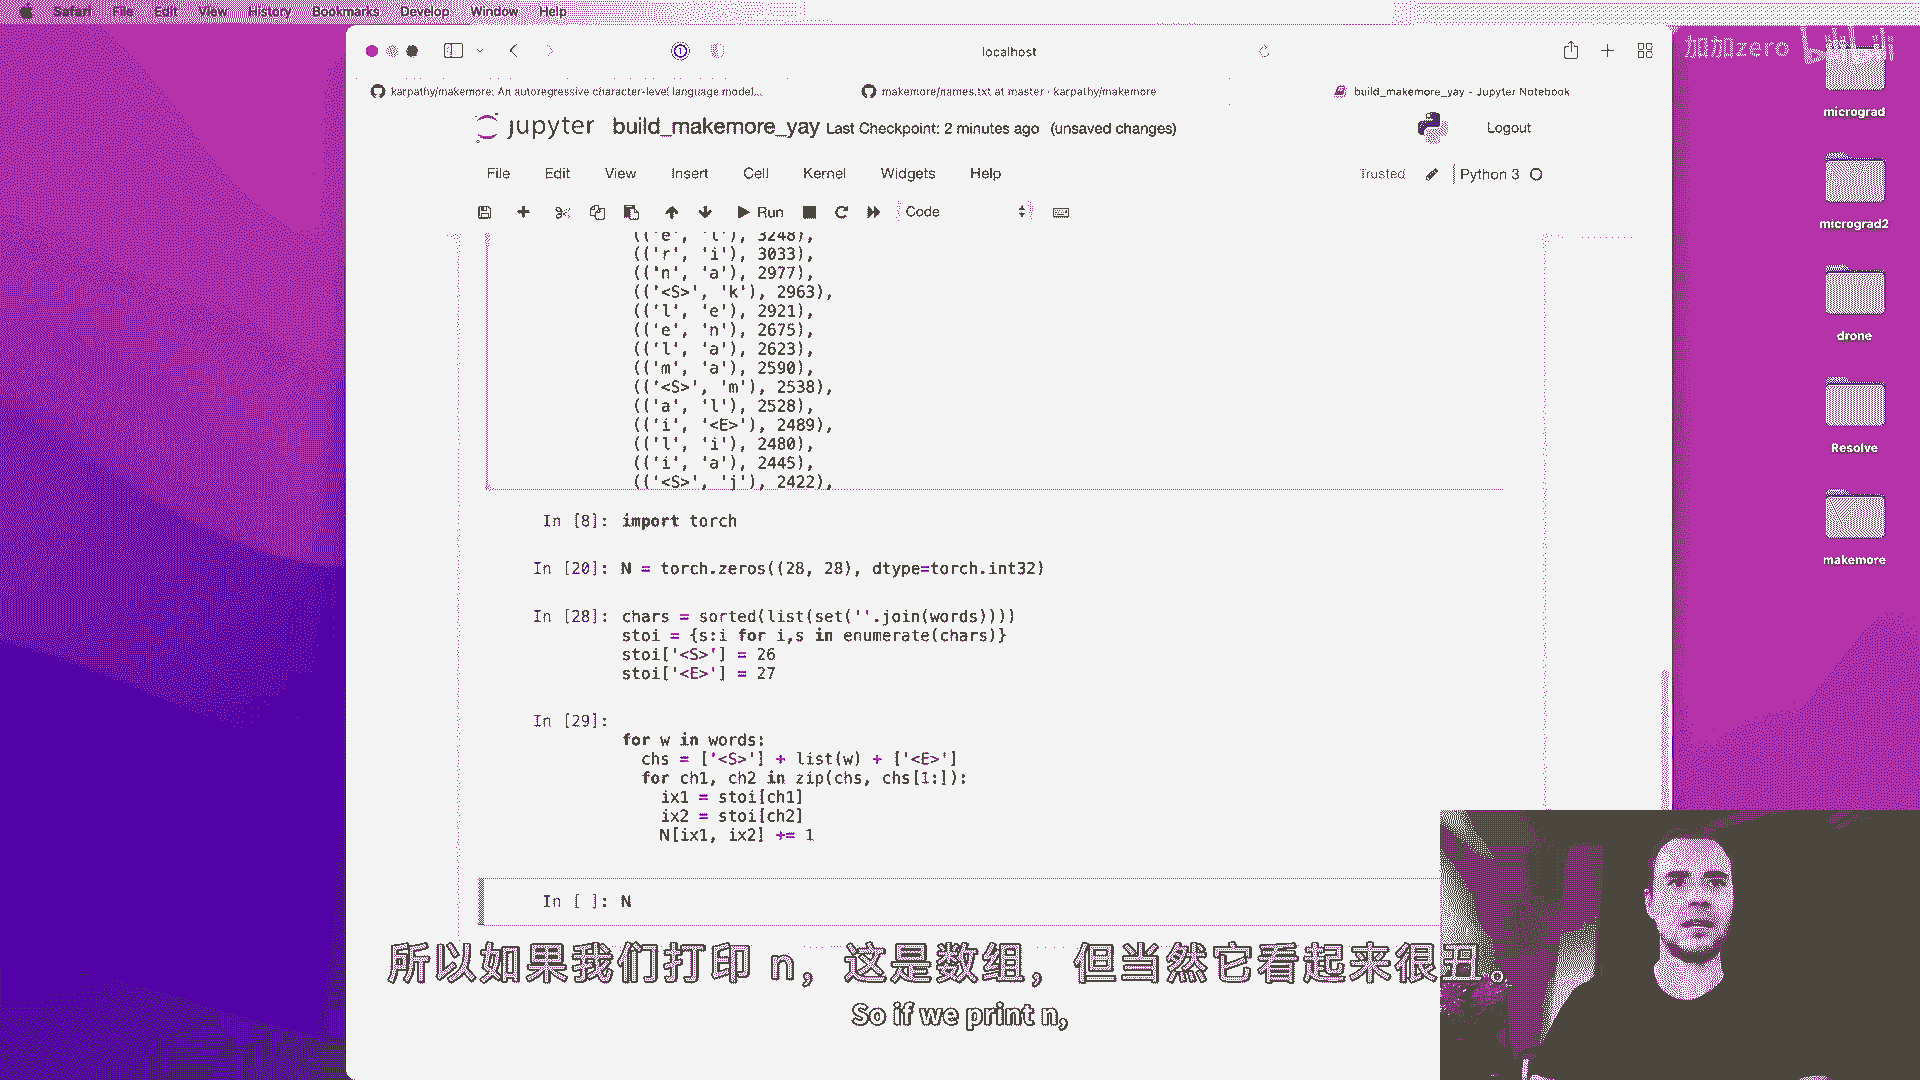 Safari File Edit View History Bookmarks Develop Window Help
localhost
加加zero bilibili
karpathy/makemore: An autoregressive character-level language model...
makemore/names.txt at master · karpathy/makemore
build_makemore_yay - Jupyter Notebook
jupyter build_makemore_yay Last Checkpoint: 2 minutes ago (unsaved changes)
Logout
File Edit View Insert Cell Kernel Widgets Help
Trusted Python 3
Run Code
(('r', 'i'), 3033),
(('n', 'a'), 2977),
(('<S>', 'k'), 2963),
(('l', 'e'), 2921),
(('e', 'n'), 2675),
(('l', 'a'), 2623),
(('m', 'a'), 2590),
(('<S>', 'm'), 2538),
(('a', 'l'), 2528),
(('i', '<E>'), 2489),
(('l', 'i'), 2480),
(('i', 'a'), 2445),
(('<S>', 'j'), 2422),
In [8]: import torch
In [20]: N = torch.zeros((28, 28), dtype=torch.int32)
In [28]: chars = sorted(list(set(''.join(words))))
stoi = {s:i for i,s in enumerate(chars)}
stoi['<S>'] = 26
stoi['<E>'] = 27
In [29]:
for w in words:
chs = ['<S>'] + list(w) + ['<E>']
for ch1, ch2 in zip(chs, chs[1:]):
ix1 = stoi[ch1]
ix2 = stoi[ch2]
N[ix1, ix2] += 1
In [ ]: N
micrograd
micrograd2
drone
Resolve
makemore
所以如果我们打印 n，这是数组，但当然它看起来很丑。
So if we print n,